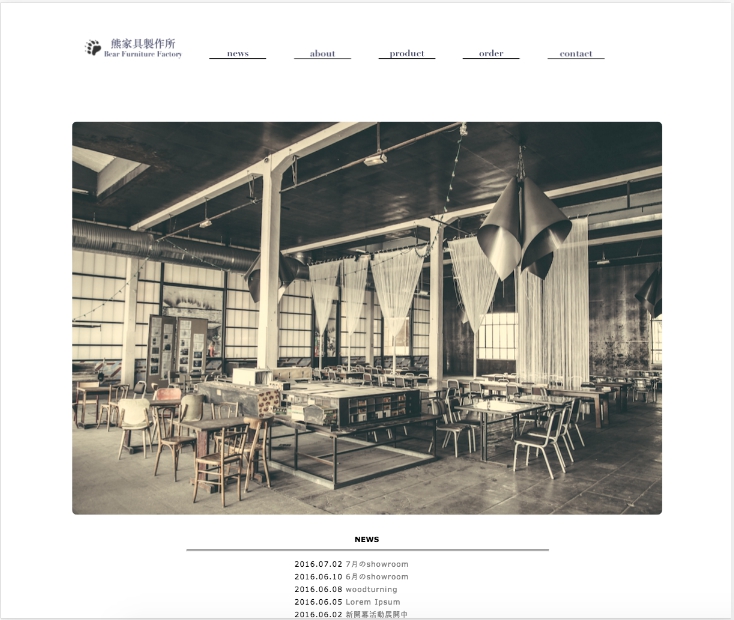 熊家具製作所
Bear Furniture Factory
news about product order contact
NEWS
2016.07.02 7月のshowroom
2016.06.10 6月のshowroom
2016.06.08 woodturning
2016.06.05 Lorem Ipsum
2016.06.02 新開幕活動展開中